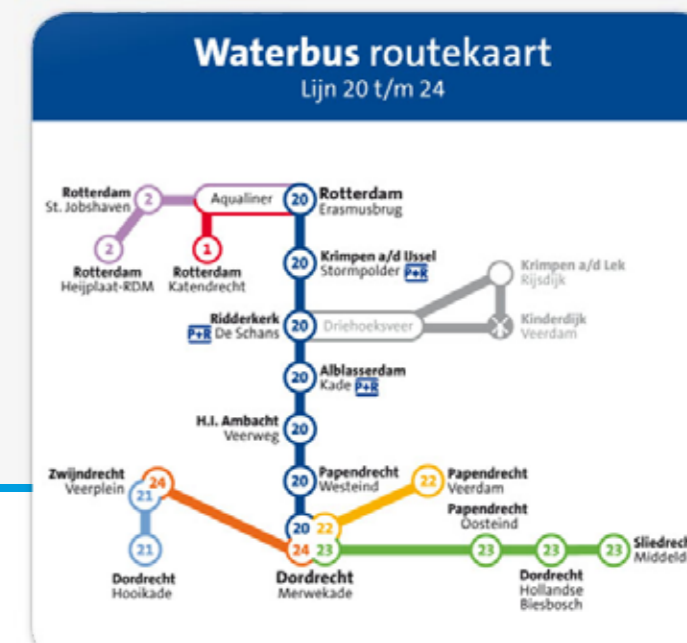 Waterbus routekaart
Lijn 20 t/m 24
Rotterdam
St. Jobshaven
2
Aqualiner
20
Rotterdam
Erasmusbrug
2
Rotterdam
Heijplaat-RDM
1
Rotterdam
Katendrecht
20
Krimpen a/d IJssel
Stormpolder P+R
Krimpen a/d Lek
Rijsdijk
Ridderkerk
P+R De Schans
20
Driehoeksveer
Kinderdijk
Veerdam
20
Alblasserdam
Kade P+R
H.I. Ambacht
Veerweg
20
Zwijndrecht
Veerplein
24
21
20
Papendrecht
Westeind
22
Papendrecht
Veerdam
Papendrecht
Oosteind
20
22
21
24
23
23
23
23
Sliedrech
Middeld
Dordrecht
Hooikade
Dordrecht
Merwekade
Dordrecht
Hollandse
Biesbosch